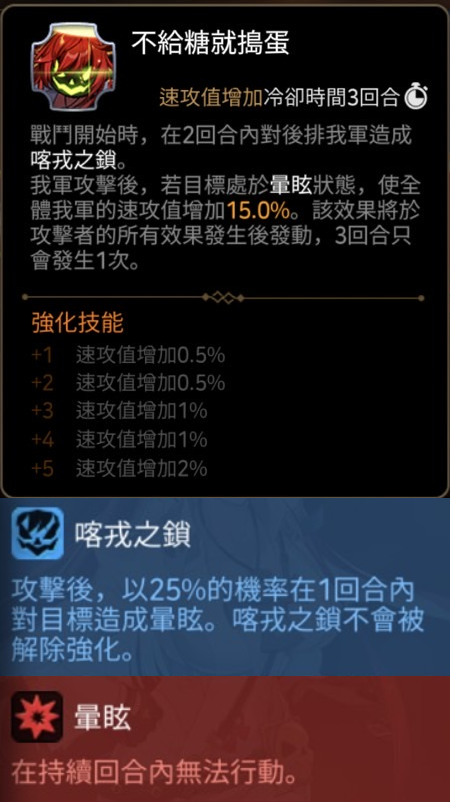 不給糖就搗蛋
速攻值增加冷卻時間3回合
戰鬥開始時，在2回合內對後排我軍造成
喀戎之鎖。
我軍攻擊後，若目標處於暈眩狀態，使全
體我軍的速攻值增加15.0%。該效果將於
攻擊者的所有效果發生後發動，3回合只
會發生1次。
強化技能
+1 速攻值增加0.5%
+2 速攻值增加0.5%
+3 速攻值增加1%
+4 速攻值增加1%
+5 速攻值增加2%
喀戎之鎖
攻擊後，以25%的機率在1回合內
對目標造成暈眩。喀戎之鎖不會被
解除強化。
暈眩
在持續回合內無法行動。